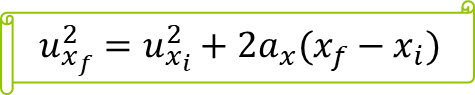 $u_{x_f}^2 = u_{x_i}^2 + 2a_x(x_f - x_i)$